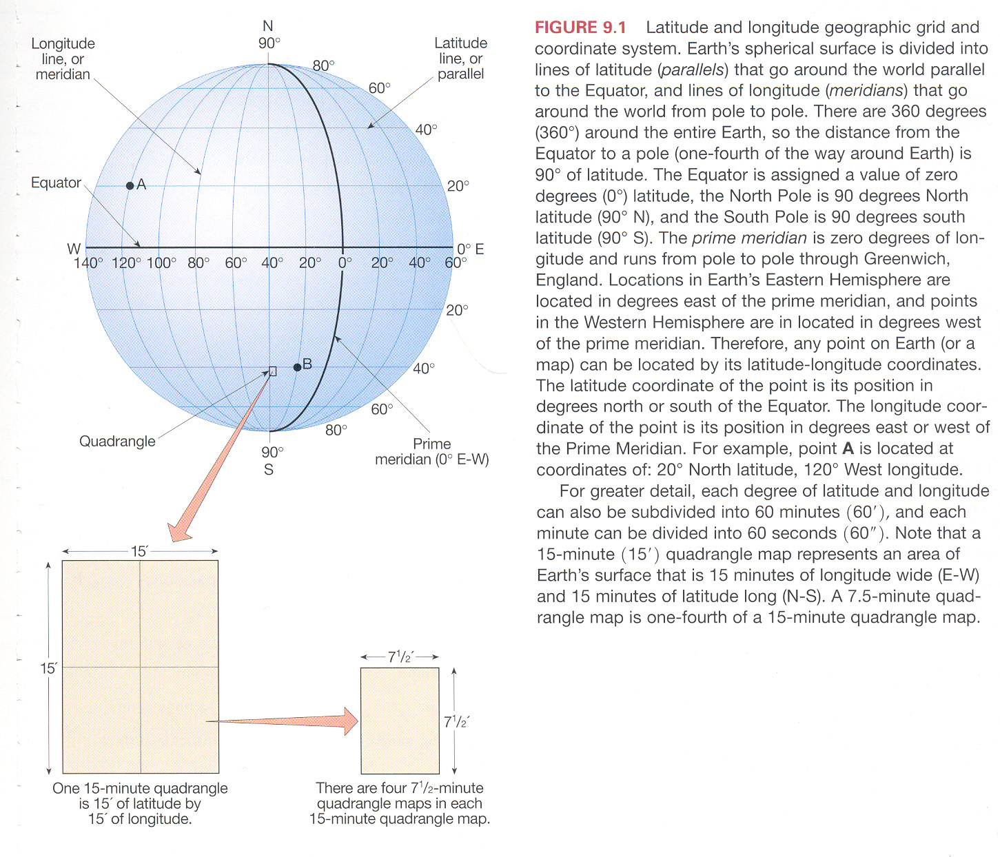 N
90°
Longitude
line, or
meridian
Latitude
line, or
parallel
80°
60°
40°
Equator
A
20°
W
0° E
140° 120° 100° 80° 60° 40° 20° 0° 20° 40° 60°
20°
B
40°
60°
80°
Quadrangle
Prime
meridian (0° E-W)
90°
S
15′
15′
One 15-minute quadrangle
is 15′ of latitude by
15′ of longitude.
7 1/2′
7 1/2′
There are four 7 1/2-minute
quadrangle maps in each
15-minute quadrangle map.
FIGURE 9.1 Latitude and longitude geographic grid and
coordinate system. Earth's spherical surface is divided into
lines of latitude (parallels) that go around the world parallel
to the Equator, and lines of longitude (meridians) that go
around the world from pole to pole. There are 360 degrees
(360°) around the entire Earth, so the distance from the
Equator to a pole (one-fourth of the way around Earth) is
90° of latitude. The Equator is assigned a value of zero
degrees (0°) latitude, the North Pole is 90 degrees North
latitude (90° N), and the South Pole is 90 degrees south
latitude (90° S). The prime meridian is zero degrees of lon-
gitude and runs from pole to pole through Greenwich,
England. Locations in Earth's Eastern Hemisphere are
located in degrees east of the prime meridian, and points
in the Western Hemisphere are in located in degrees west
of the prime meridian. Therefore, any point on Earth (or a
map) can be located by its latitude-longitude coordinates.
The latitude coordinate of the point is its position in
degrees north or south of the Equator. The longitude coor-
dinate of the point is its position in degrees east or west of
the Prime Meridian. For example, point A is located at
coordinates of: 20° North latitude, 120° West longitude.
For greater detail, each degree of latitude and longitude
can also be subdivided into 60 minutes (60′), and each
minute can be divided into 60 seconds (60″). Note that a
15-minute (15′) quadrangle map represents an area of
Earth's surface that is 15 minutes of longitude wide (E-W)
and 15 minutes of latitude long (N-S). A 7.5-minute quad-
rangle map is one-fourth of a 15-minute quadrangle map.